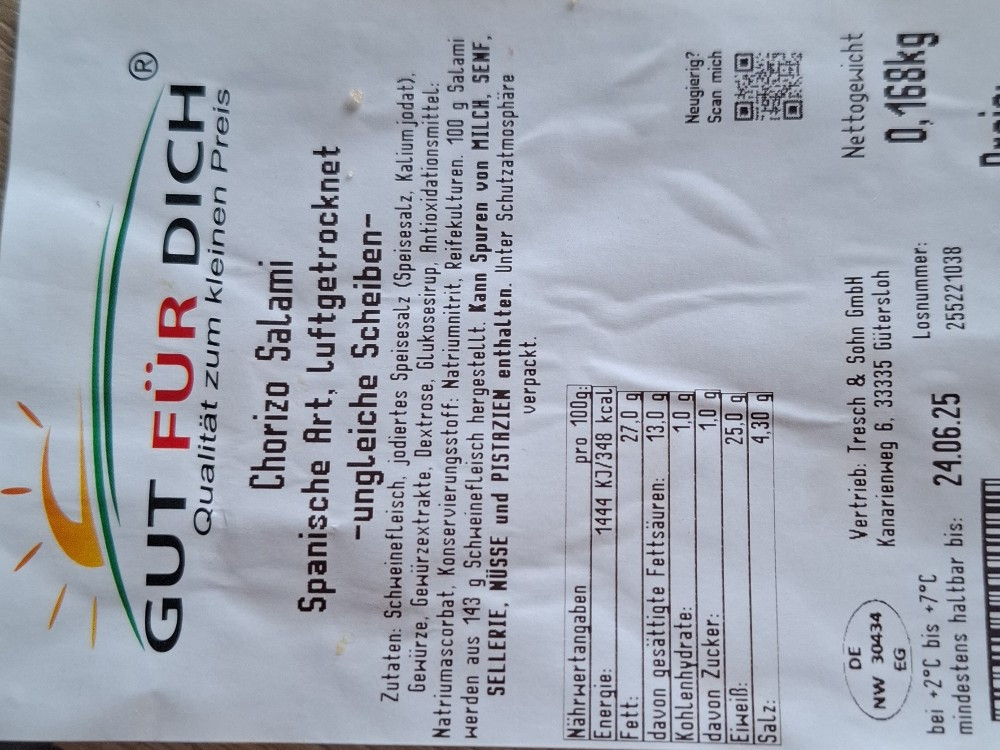 GUT FÜR DICH®
Qualität zum kleinen Preis
Chorizo Salami
Spanische Art, luftgetrocknet
-ungleiche Scheiben-
Zutaten: Schweinefleisch, jodiertes Speisesalz (Speisesalz, Kaliumjodat),
Gewürze, Gewürzextrakte, Dextrose, Glukosesirup, Antioxidationsmittel:
Natriumascorbat, Konservierungsstoff: Natriumnitrit, Reifekulturen. 100 g Salami
werden aus 143 g Schweinefleisch hergestellt. Kann Spuren von MILCH, SENF,
SELLERIE, NÜSSE und PISTAZIEN enthalten. Unter Schutzatmosphäre
verpackt.
Nährwertangaben pro 100g:
Energie: 1444 KJ/348 kcal
Fett: 27,0 g
davon gesättigte Fettsäuren: 13,0 g
Kohlenhydrate: 1,0 g
davon Zucker: 1,0 g
Eiweiß: 25,0 g
Salz: 4,30 g
Neugierig?
Scan mich
DE
NW 30434
EG
Vertrieb: Tresch & Sohn GmbH
Kanarienweg 6, 33335 Gütersloh
Nettogewicht
0,168kg
bei +2°C bis +7°C
mindestens haltbar bis: 24.06.25
Losnummer:
255221038